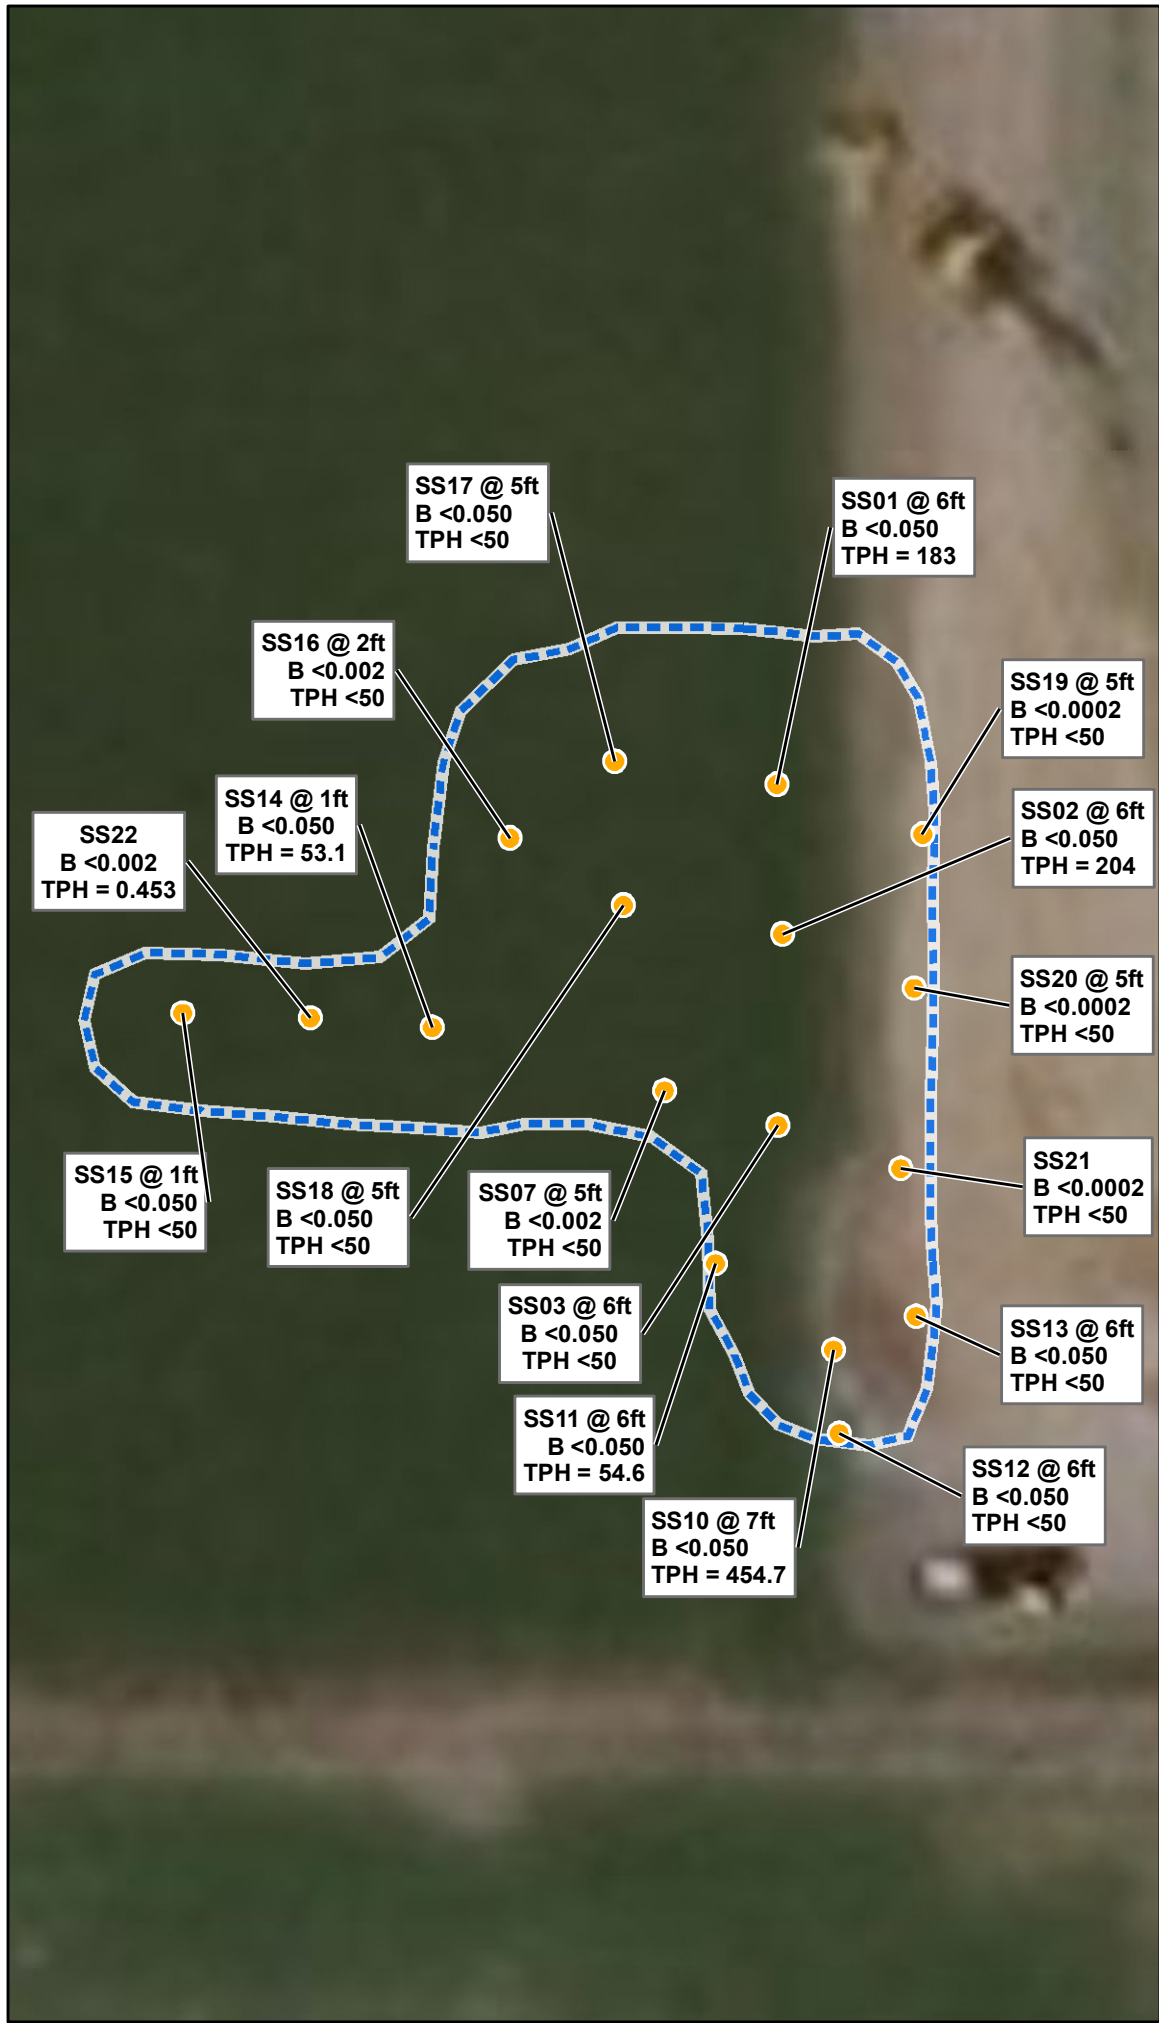 SS17 @ 5ft
B <0.050
TPH <50
SS01 @ 6ft
B <0.050
TPH = 183
SS16 @ 2ft
B <0.002
TPH <50
SS19 @ 5ft
B <0.0002
TPH <50
SS14 @ 1ft
B <0.050
TPH = 53.1
SS02 @ 6ft
B <0.050
TPH = 204
SS22
B <0.002
TPH = 0.453
SS20 @ 5ft
B <0.0002
TPH <50
SS21
B <0.0002
TPH <50
SS15 @ 1ft
B <0.050
TPH <50
SS18 @ 5ft
B <0.050
TPH <50
SS07 @ 5ft
B <0.002
TPH <50
SS03 @ 6ft
B <0.050
TPH <50
SS13 @ 6ft
B <0.050
TPH <50
SS11 @ 6ft
B <0.050
TPH = 54.6
SS12 @ 6ft
B <0.050
TPH <50
SS10 @ 7ft
B <0.050
TPH = 454.7